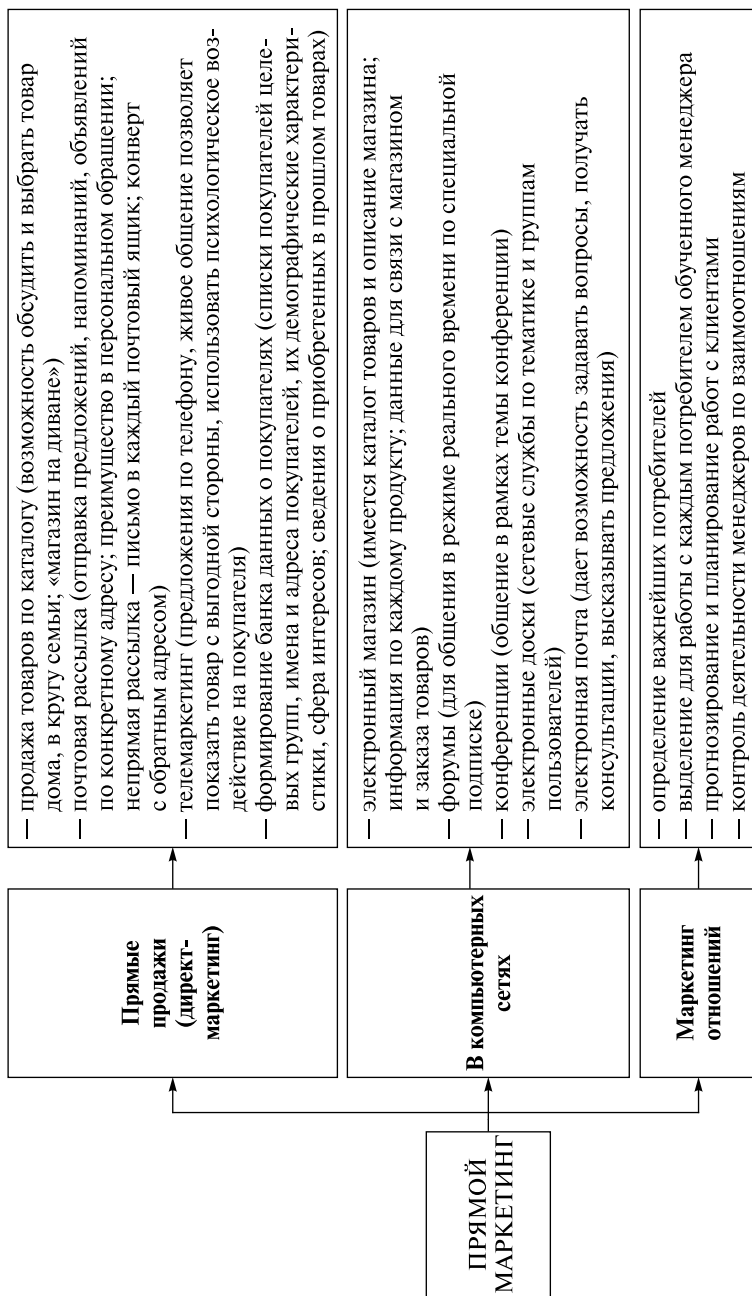 ПРЯМОЙ
МАРКЕТИНГ
Прямые
продажи
(директ-
маркетинг)
— продажа товаров по каталогу (возможность обсудить и выбрать товар
дома, в кругу семьи; «магазин на диване»)
— почтовая рассылка (отправка предложений, напоминаний, объявлений
по конкретному адресу; преимущество в персональном обращении;
непрямая рассылка — письмо в каждый почтовый ящик; конверт
с обратным адресом)
— телемаркетинг (предложения по телефону, живое общение позволяет
показать товар с выгодной стороны, использовать психологическое воз-
действие на покупателя)
— формирование банка данных о покупателях (списки покупателей целе-
вых групп, имена и адреса покупателей, их демографические характери-
стики, сфера интересов; сведения о приобретенных в прошлом товарах)
В компьютерных
сетях
— электронный магазин (имеется каталог товаров и описание магазина;
информация по каждому продукту; данные для связи с магазином
и заказа товаров)
— форумы (для общения в режиме реального времени по специальной
подписке)
— конференции (общение в рамках темы конференции)
— электронные доски (сетевые службы по тематике и группам
пользователей)
— электронная почта (дает возможность задавать вопросы, получать
консультации, высказывать предложения)
Маркетинг
отношений
— определение важнейших потребителей
— выделение для работы с каждым потребителем обученного менеджера
— прогнозирование и планирование работ с клиентами
— контроль деятельности менеджеров по взаимоотношениям